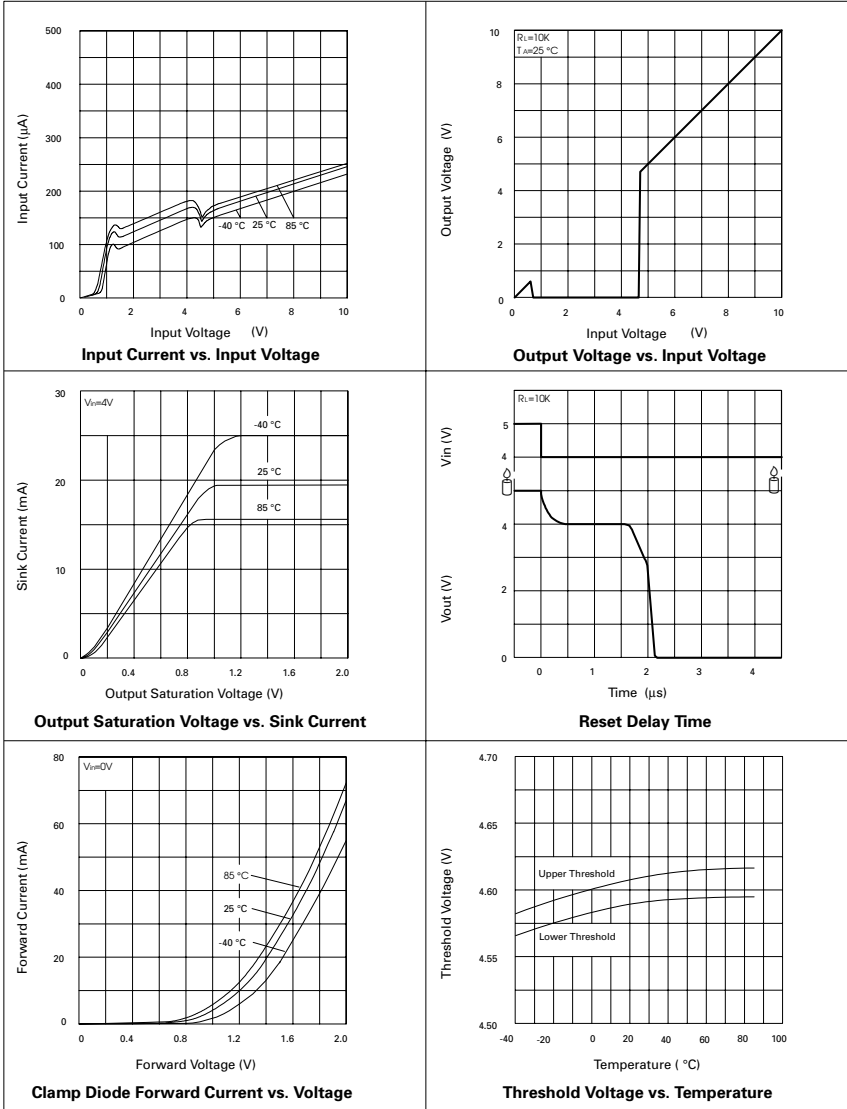 500
400
300
200
100
0
Input Current (µA)
-40 °C 25 °C 85 °C
0 2 4 6 8 10
Input Voltage (V)
Input Current vs. Input Voltage
RL=10K
TA=25 °C
10
8
6
4
2
0
Output Voltage (V)
0 2 4 6 8 10
Input Voltage (V)
Output Voltage vs. Input Voltage
Vin=4V
30
20
10
0
Sink Current (mA)
-40 °C
25 °C
85 °C
0 0.4 0.8 1.2 1.6 2.0
Output Saturation Voltage (V)
Output Saturation Voltage vs. Sink Current
RL=10K
Vin (V)
5
4
Vout (V)
4
2
0
0 1 2 3 4
Time (µs)
Reset Delay Time
Vin=0V
80
60
40
20
0
Forward Current (mA)
85 °C
25 °C
-40 °C
0 0.4 0.8 1.2 1.6 2.0
Forward Voltage (V)
Clamp Diode Forward Current vs. Voltage
4.70
4.65
4.60
4.55
4.50
Threshold Voltage (V)
Upper Threshold
Lower Threshold
-40 -20 0 20 40 60 80 100
Temperature ( °C)
Threshold Voltage vs. Temperature